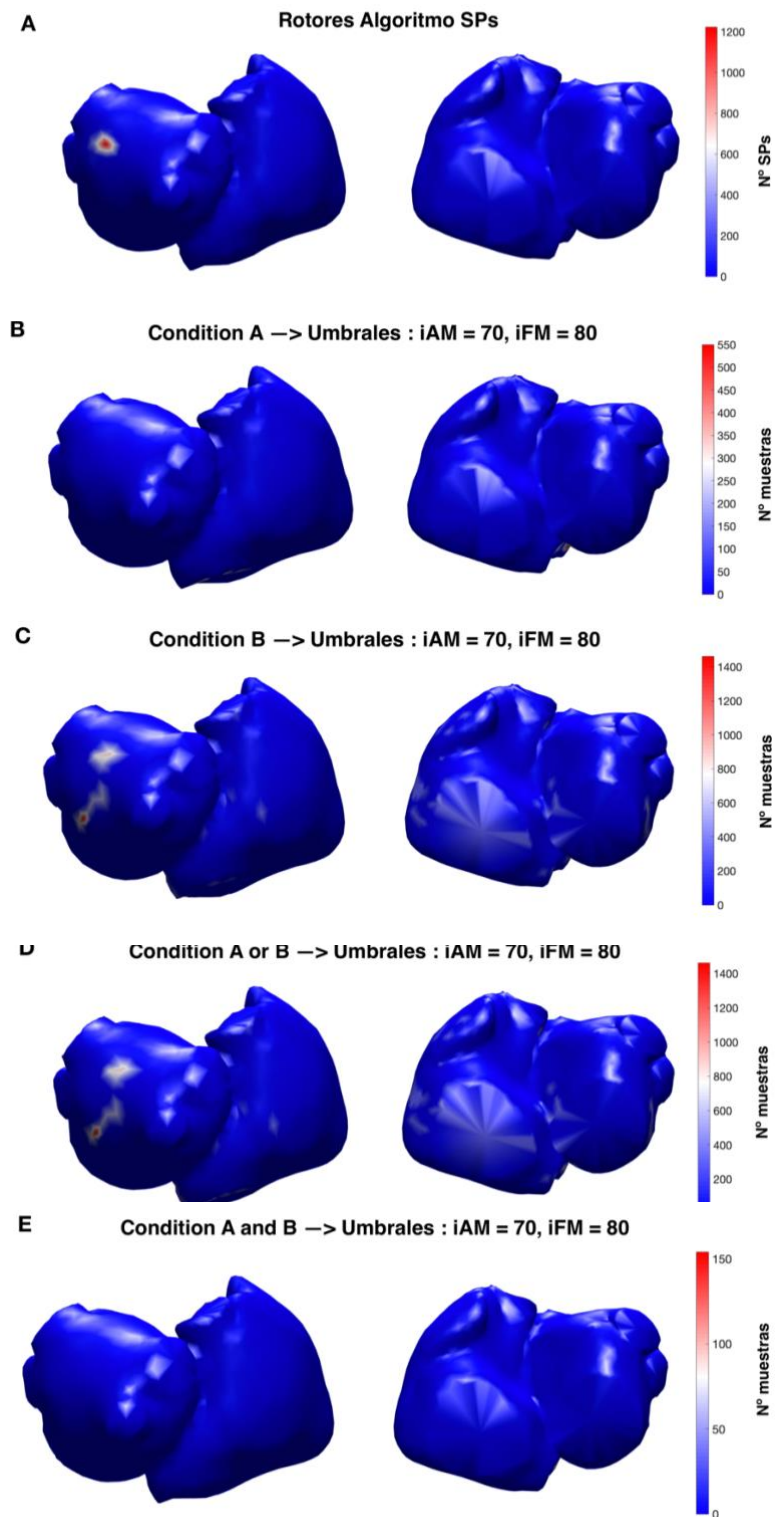 A
Rotores Algoritmo SPs
1200
1000
800
600
400
200
0
Nº SPs
B
Condition A —> Umbrales : iAM = 70, iFM = 80
550
500
450
400
350
300
250
200
150
100
50
0
Nº muestras
C
Condition B —> Umbrales : iAM = 70, iFM = 80
1400
1200
1000
800
600
400
200
0
Nº muestras
D
Condition A or B —> Umbrales : iAM = 70, iFM = 80
1400
1200
1000
800
600
400
200
Nº muestras
E
Condition A and B —> Umbrales : iAM = 70, iFM = 80
150
100
50
0
Nº muestras